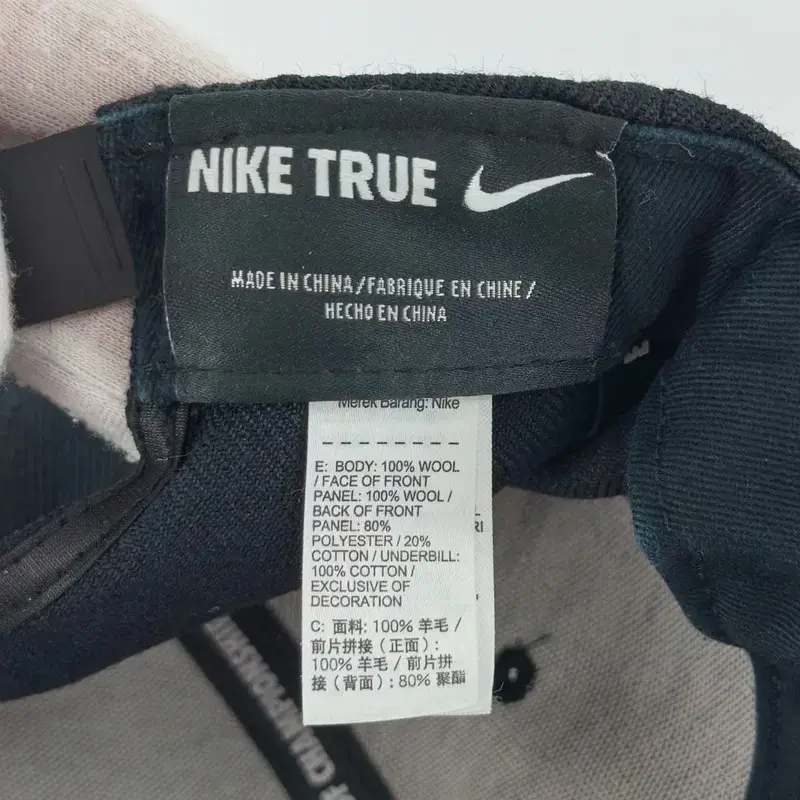 NIKE TRUE
MADE IN CHINA/FABRIQUE EN CHINE/
HECHO EN CHINA
Merek Barang: Nike
E: BODY: 100% WOOL
/ FACE OF FRONT
PANEL: 100% WOOL /
BACK OF FRONT
PANEL: 80%
POLYESTER / 20%
COTTON / UNDERBILL:
100% COTTON /
EXCLUSIVE OF
DECORATION
C: 面料: 100% 羊毛 /
前片拼接（正面）:
100% 羊毛 / 前片拼
接（背面）: 80% 聚酯
CHAMPIONSHIP